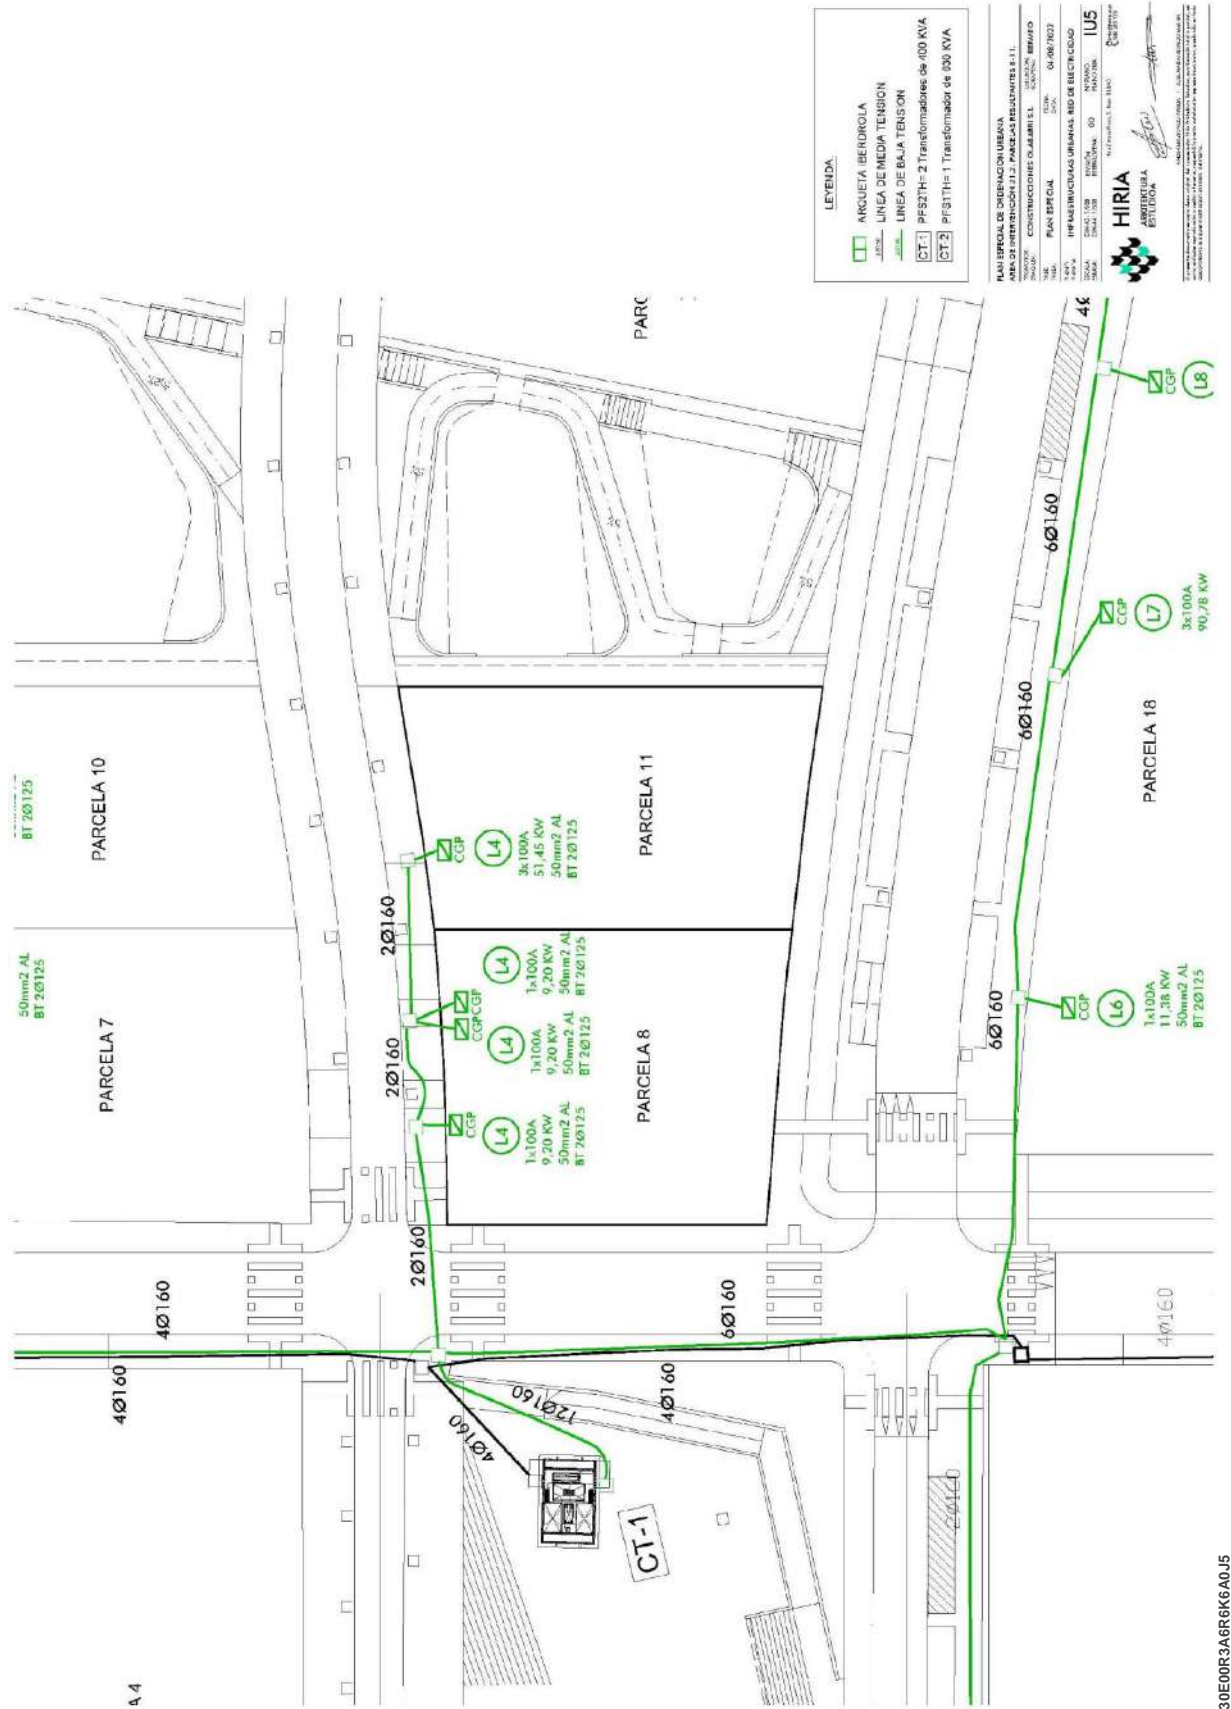 LEYENDA
ARQUETA IBERDROLA
LINEA DE MEDIA TENSION
LINEA DE BAJA TENSION
CT-1 PFS2TH= 2 Transformadores de 400 KVA
CT-2 PFS1TH= 1 Transformador de 630 KVA
PLAN ESPECIAL DE ORDENACION URBANA
CONSTRUCCIONES OLABARRI S.L.
BERMEO
PLAN ESPECIAL
04/08/2022
INFRAESTRUCTURAS URBANAS. RED DE ELECTRICIDAD
00
IU5
HIRIA
ARKITEKTURA
ESTUDIOA
PARC
BT 2Ø125
PARCELA 10
50mm2 AL
BT 2Ø125
PARCELA 7
PARCELA 11
PARCELA 8
PARCELA 18
A 4
2Ø160
CGP
L4
3x100A
51,45 KW
50mm2 AL
BT 2Ø125
2Ø160
CGP CGP
L4
1x100A
9,20 KW
50mm2 AL
BT 2Ø125
L4
1x100A
9,20 KW
50mm2 AL
BT 2Ø125
CGP
L4
1x100A
9,20 KW
50mm2 AL
BT 2Ø125
2Ø160
4Ø160
4Ø160
6Ø160
4Ø160
4Ø160
12Ø160
4Ø160
CT-1
2Ø160
6Ø160
CGP
L6
1x100A
11,38 KW
50mm2 AL
BT 2Ø125
6Ø160
6Ø160
CGP
L7
3x100A
90,78 KW
CGP
L8
30E00R3A6R6K6A0J5